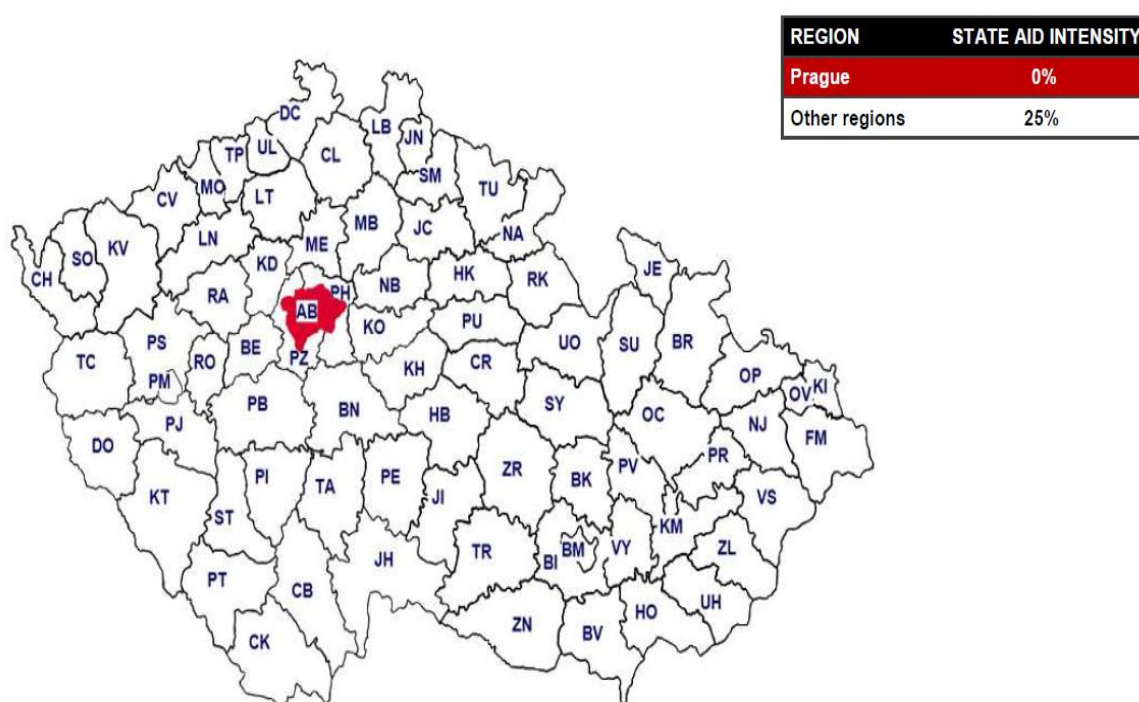 REGION STATE AID INTENSITY
Prague 0%
Other regions 25%
DC
LB
JN
TP
UL
CL
SM
MO
CV
LT
TU
MB
JC
NA
LN
ME
KV
SO
CH
KD
NB
HK
RK
JE
RA
PH
AB
KO
PU
UO
SU
BR
PS
RO
BE
PZ
TC
PM
KH
CR
OP
OV
KI
PB
BN
HB
SY
OC
NJ
FM
PJ
DO
PR
KT
PI
TA
PE
ZR
BK
PV
VS
ST
JI
KM
TR
BI
BM
VY
ZL
PT
CB
JH
UH
HO
ZN
BV
CK